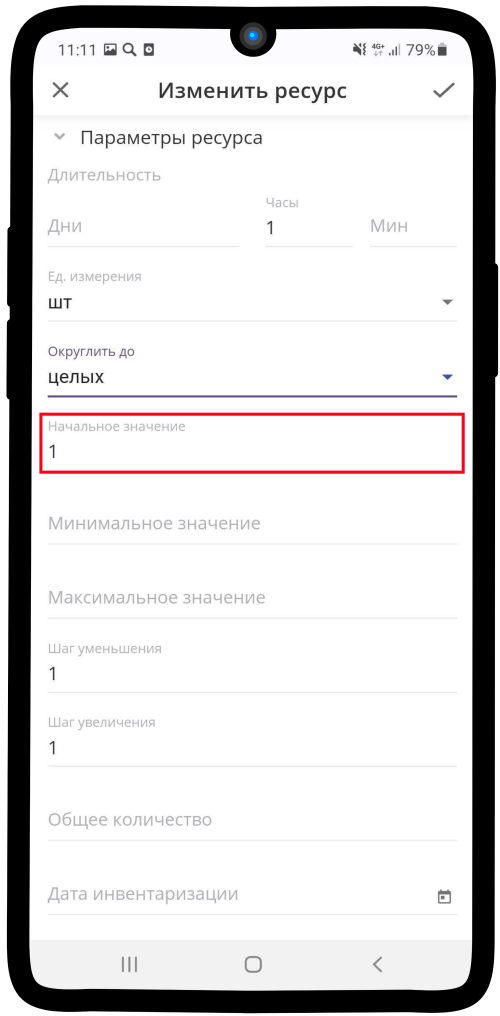 11:11 4G+ 79%
Изменить ресурс
Параметры ресурса
Длительность
Часы
Дни 1 Мин
Ед. измерения
шт
Округлить до
целых
Начальное значение
1
Минимальное значение
Максимальное значение
Шаг уменьшения
1
Шаг увеличения
1
Общее количество
Дата инвентаризации